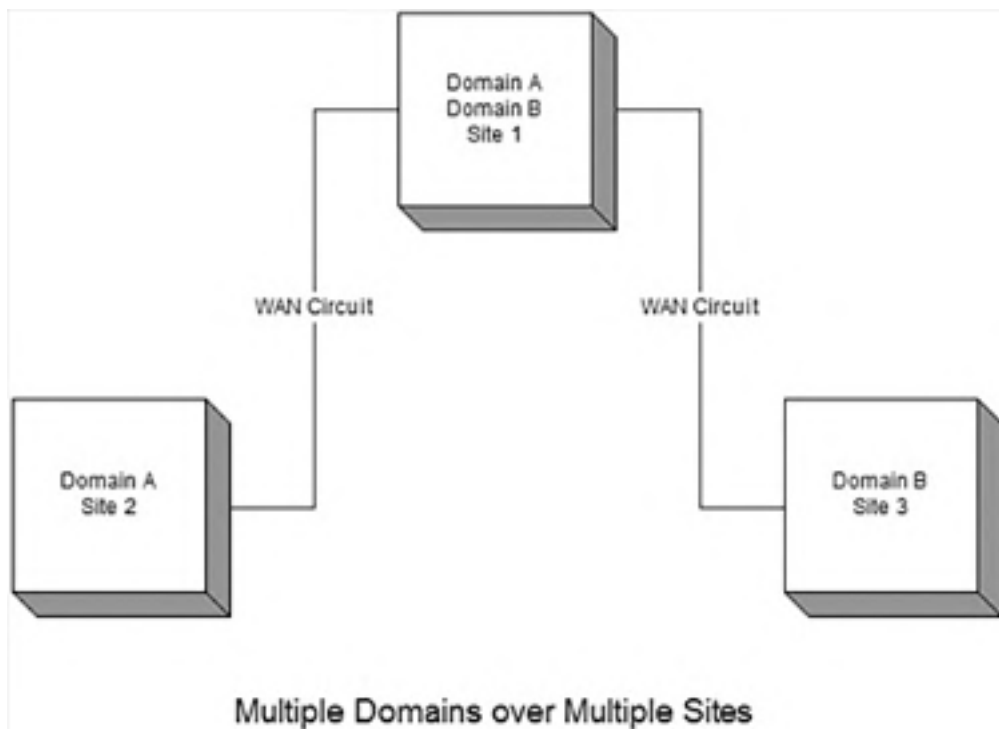 Domain A
Domain B
Site 1
WAN Circuit
WAN Circuit
Domain A
Site 2
Domain B
Site 3
Multiple Domains over Multiple Sites